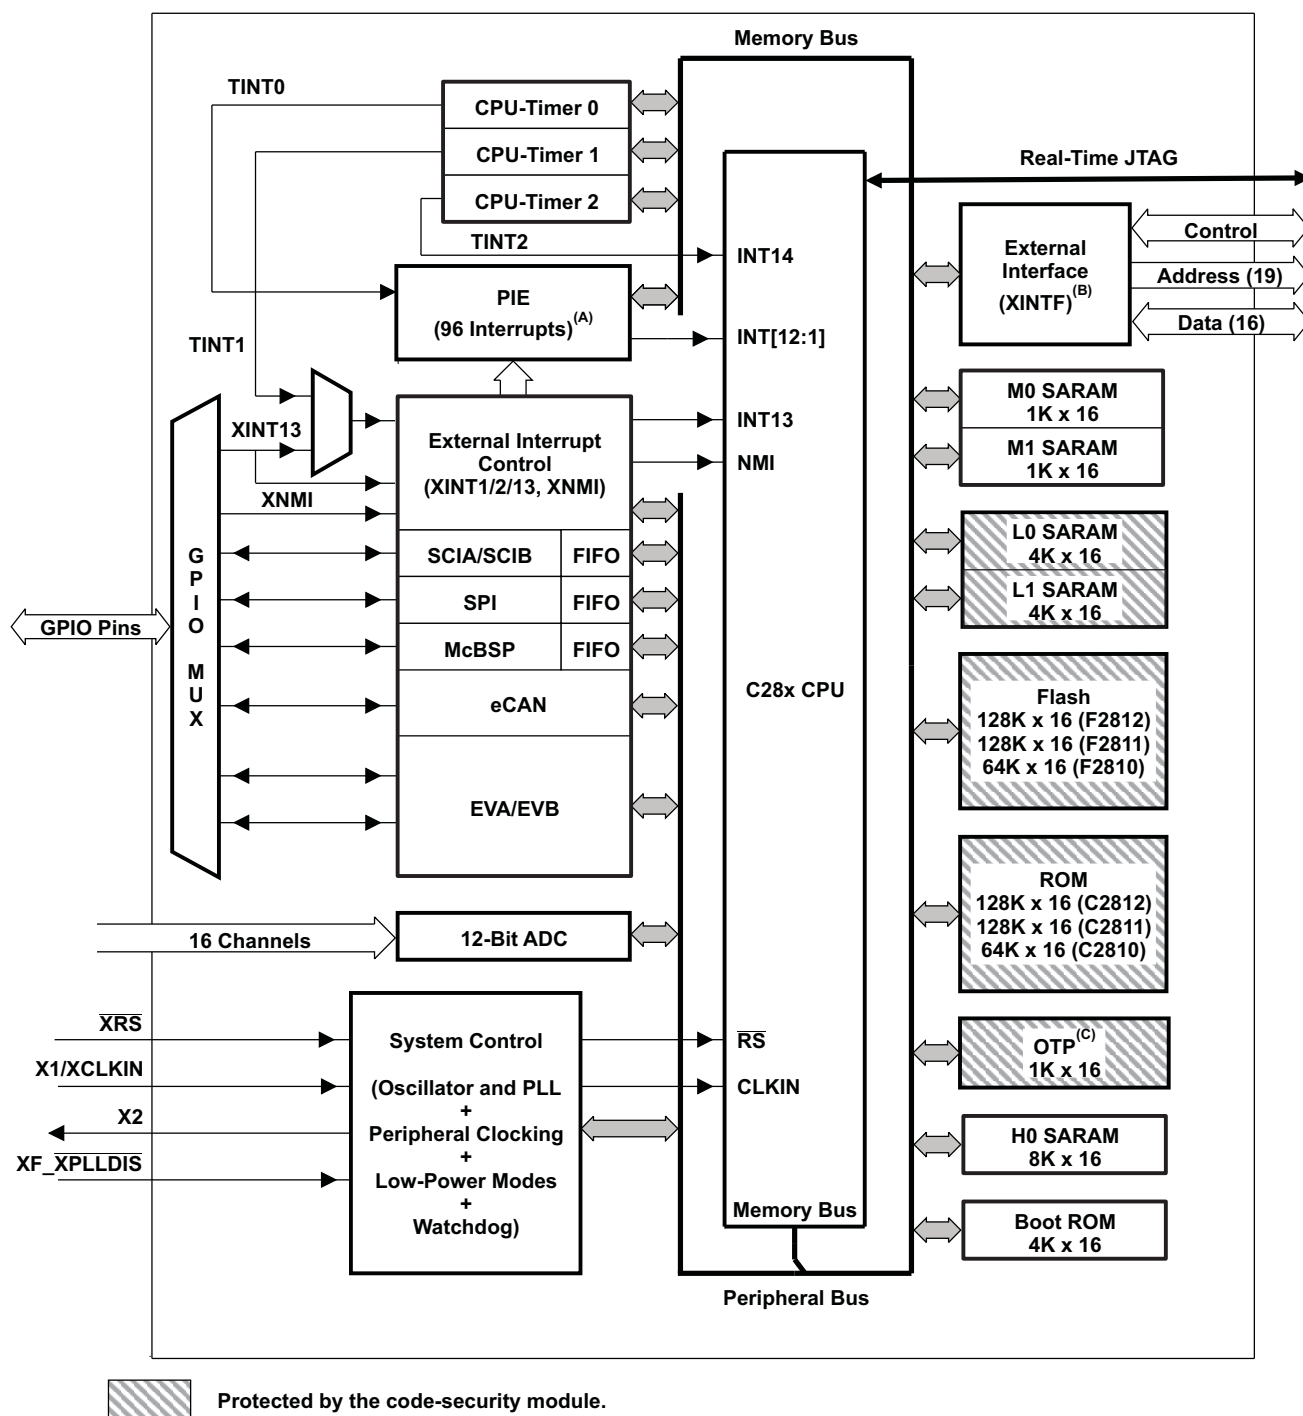 Memory Bus
TINT0
CPU-Timer 0
CPU-Timer 1
CPU-Timer 2
TINT2
Real-Time JTAG
INT14
External
Interface
(XINTF)(B)
Control
Address (19)
Data (16)
PIE
(96 Interrupts)(A)
INT[12:1]
TINT1
XINT13
XNMI
External Interrupt
Control
(XINT1/2/13, XNMI)
INT13
NMI
M0 SARAM
1K x 16
M1 SARAM
1K x 16
L0 SARAM
4K x 16
L1 SARAM
4K x 16
SCIA/SCIB
FIFO
SPI
FIFO
McBSP
FIFO
eCAN
EVA/EVB
GPIO Pins
GPIO MUX
C28x CPU
Flash
128K x 16 (F2812)
128K x 16 (F2811)
64K x 16 (F2810)
ROM
128K x 16 (C2812)
128K x 16 (C2811)
64K x 16 (C2810)
16 Channels
12-Bit ADC
XRS
X1/XCLKIN
X2
XF_XPLLDIS
System Control
(Oscillator and PLL
+
Peripheral Clocking
+
Low-Power Modes
+
Watchdog)
RS
CLKIN
OTP(C)
1K x 16
H0 SARAM
8K x 16
Boot ROM
4K x 16
Memory Bus
Peripheral Bus
Protected by the code-security module.